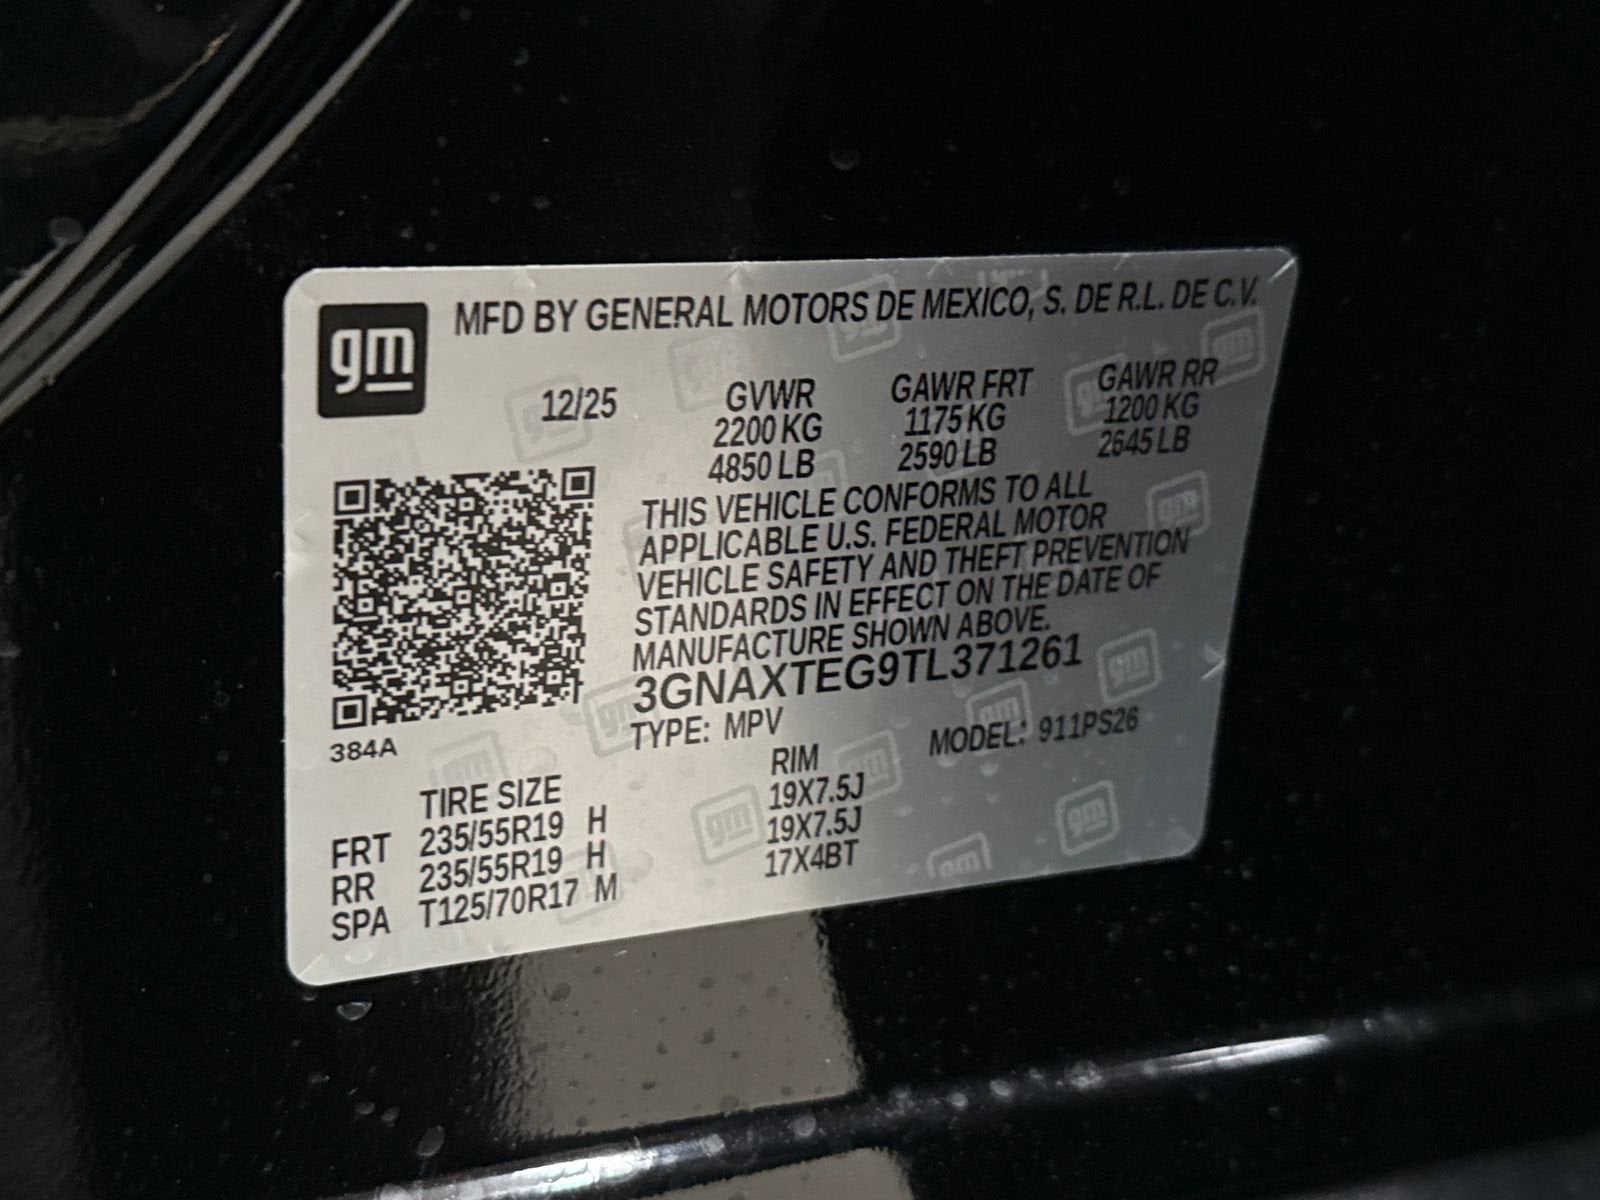 gm
MFD BY GENERAL MOTORS DE MEXICO, S. DE R.L. DE C.V.
12/25 GVWR GAWR FRT GAWR RR
2200 KG 1175 KG 1200 KG
4850 LB 2590 LB 2645 LB
THIS VEHICLE CONFORMS TO ALL
APPLICABLE U.S. FEDERAL MOTOR
VEHICLE SAFETY AND THEFT PREVENTION
STANDARDS IN EFFECT ON THE DATE OF
MANUFACTURE SHOWN ABOVE.
3GNAXTEG9TL371261
TYPE: MPV MODEL: 911PS26
384A
TIRE SIZE RIM
FRT 235/55R19 H 19X7.5J
RR 235/55R19 H 19X7.5J
SPA T125/70R17 M 17X4BT